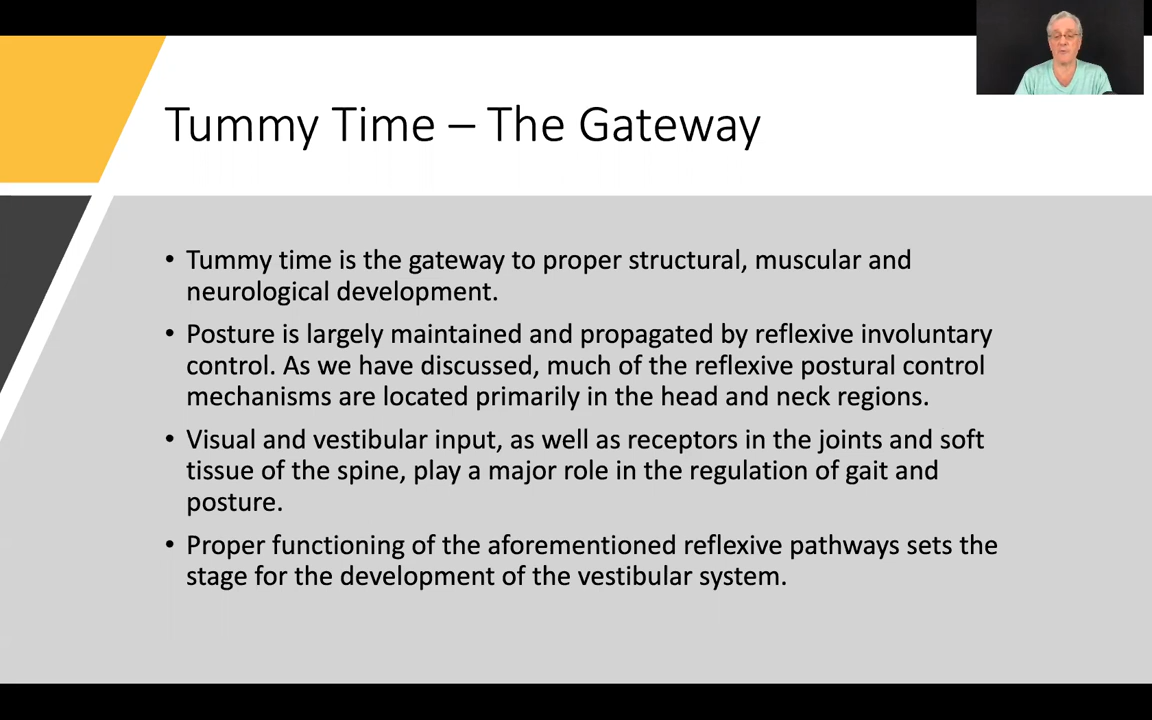 Tummy Time – The Gateway
• Tummy time is the gateway to proper structural, muscular and
neurological development.
• Posture is largely maintained and propagated by reflexive involuntary
control. As we have discussed, much of the reflexive postural control
mechanisms are located primarily in the head and neck regions.
• Visual and vestibular input, as well as receptors in the joints and soft
tissue of the spine, play a major role in the regulation of gait and
posture.
• Proper functioning of the aforementioned reflexive pathways sets the
stage for the development of the vestibular system.